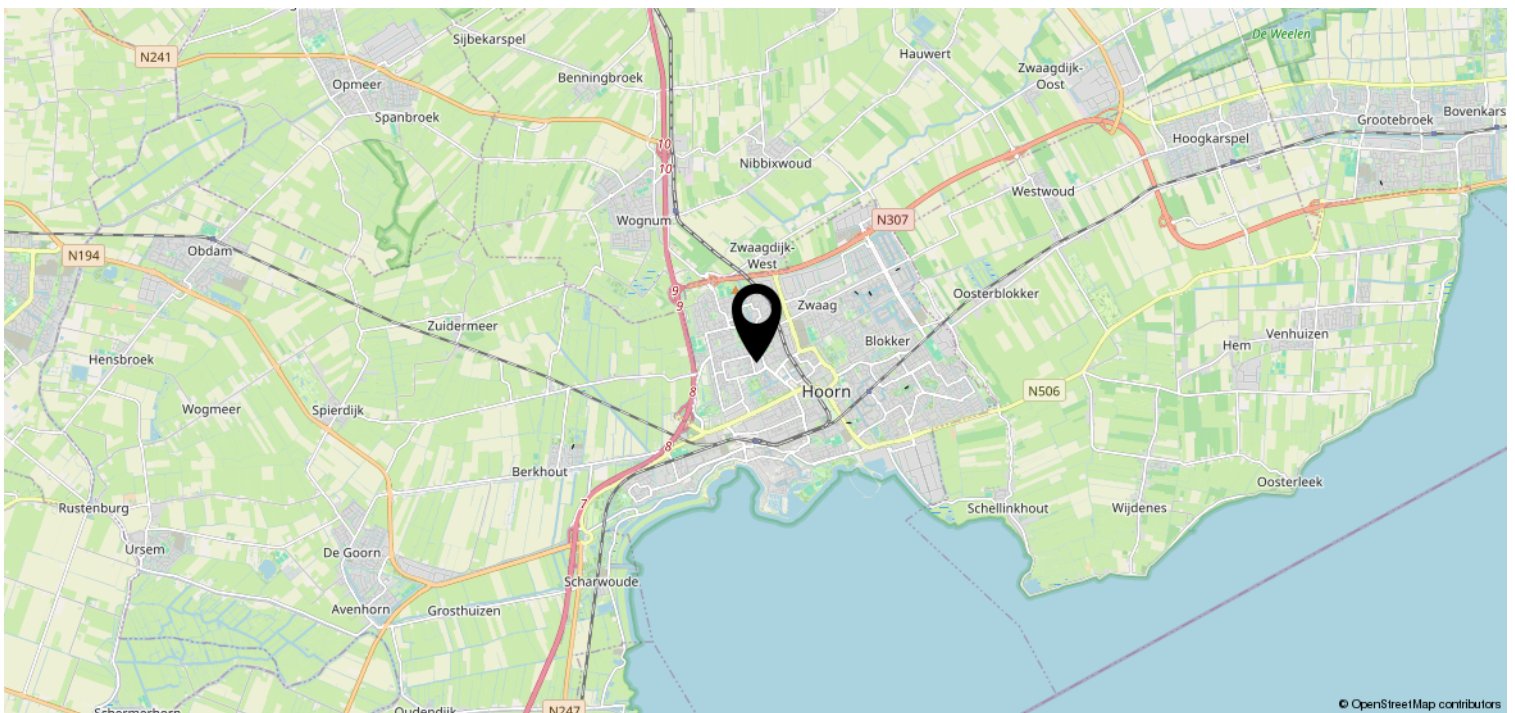 Sijbekarspel
De Weelen
N241
Hauwert
Opmeer
Benningbroek
Zwaagdijk-
Oost
Spanbroek
Grootebroek
Bovenkars
Hoogkarspel
10
10
Nibbixwoud
Westwoud
Wognum
N307
Obdam
N194
Zwaagdijk-
West
9
9
Oosterblokker
Zwaag
Zuidermeer
Blokker
Venhuizen
Hem
Hensbroek
8
Hoorn
N506
Wogmeer
Spierdijk
8
Berkhout
Oosterleek
7
Rustenburg
Schellinkhout
Wijdenes
Ursem
De Goorn
Scharwoude
Avenhorn
Grosthuizen
N247
Schermerhorn
Oudendijk
© OpenStreetMap contributors